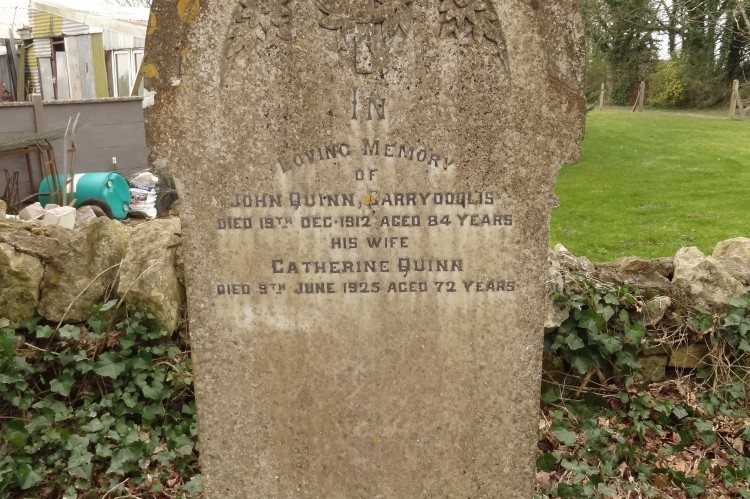 IN
LOVING MEMORY
OF
JOHN QUINN, GARRYDOOLIS
DIED 19TH DEC. 1912 AGED 84 YEARS
HIS WIFE
CATHERINE QUINN
DIED 9TH JUNE 1925 AGED 72 YEARS